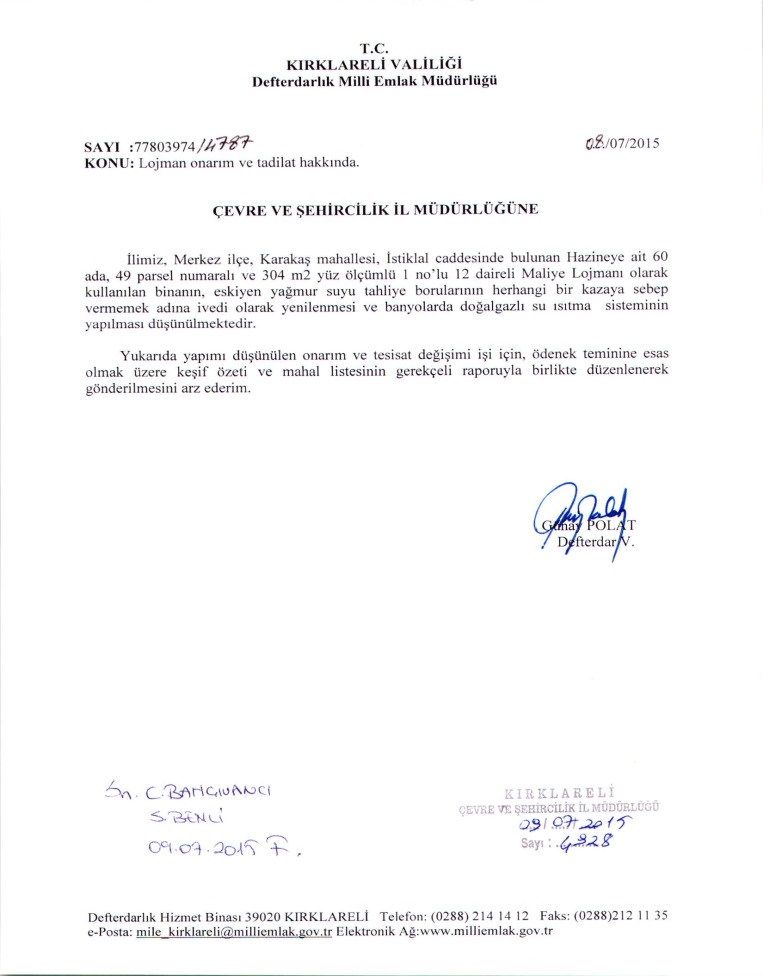 T.C.
KIRKLARELİ VALİLİĞİ
Defterdarlık Milli Emlak Müdürlüğü
SAYI :77803974/4787
08./07/2015
KONU: Lojman onarım ve tadilat hakkında.
ÇEVRE VE ŞEHİRCİLİK İL MÜDÜRLÜĞÜNE
İlimiz, Merkez ilçe, Karakaş mahallesi, İstiklal caddesinde bulunan Hazineye ait 60
ada, 49 parsel numaralı ve 304 m2 yüz ölçümlü 1 no'lu 12 daireli Maliye Lojmanı olarak
kullanılan binanın, eskiyen yağmur suyu tahliye borularının herhangi bir kazaya sebep
vermemek adına ivedi olarak yenilenmesi ve banyolarda doğalgazlı su ısıtma sisteminin
yapılması düşünülmektedir.
Yukarıda yapımı düşünülen onarım ve tesisat değişimi işi için, ödenek teminine esas
olmak üzere keşif özeti ve mahal listesinin gerekçeli raporuyla birlikte düzenlenerek
gönderilmesini arz ederim.
Günay POLAT
Defterdar V.
Sn. C.BAHÇIVANCI
S.BENLİ
09.07.2015
KIRKLARELİ
ÇEVRE VE ŞEHİRCİLİK İL MÜDÜRLÜĞÜ
09/07/2015
Sayı : 4328
Defterdarlık Hizmet Binası 39020 KIRKLARELİ Telefon: (0288) 214 14 12 Faks: (0288)212 11 35
e-Posta: mile_kirklareli@milliemlak.gov.tr Elektronik Ağ:www.milliemlak.gov.tr